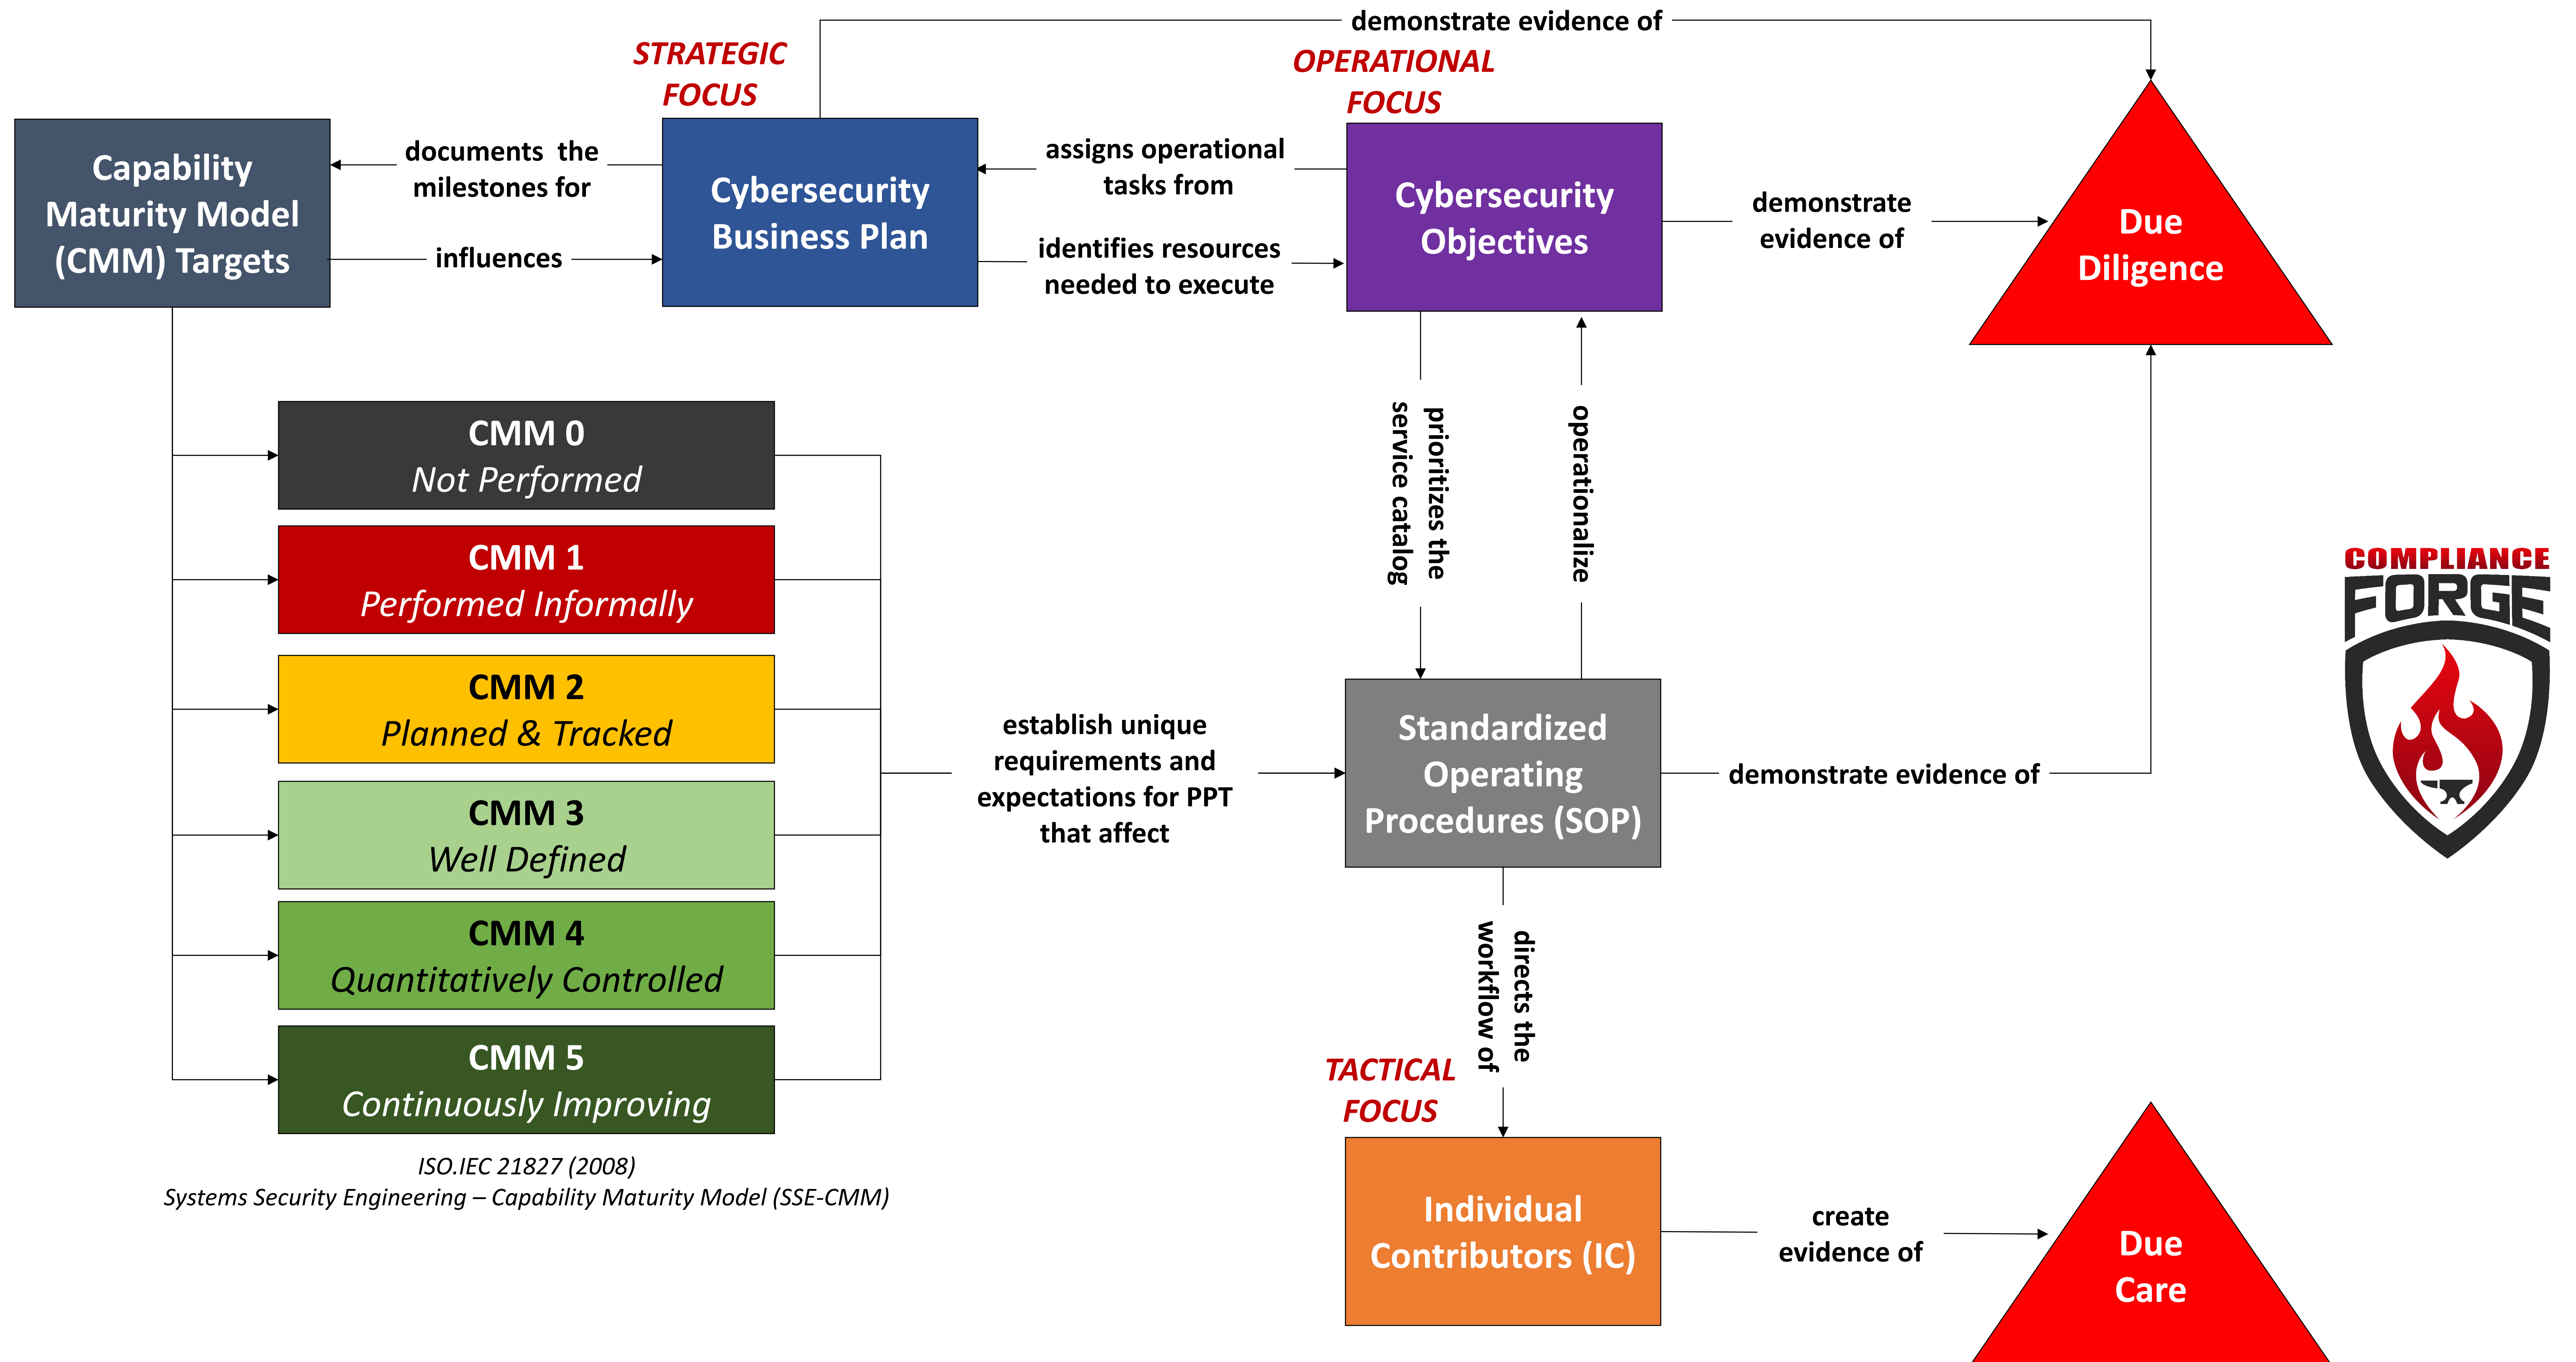 demonstrate evidence of
STRATEGIC
FOCUS
OPERATIONAL
FOCUS
Capability
Maturity Model
(CMM) Targets
documents the
milestones for
influences
Cybersecurity
Business Plan
assigns operational
tasks from
identifies resources
needed to execute
Cybersecurity
Objectives
demonstrate
evidence of
Due
Diligence
CMM 0
Not Performed
CMM 1
Performed Informally
CMM 2
Planned & Tracked
CMM 3
Well Defined
CMM 4
Quantitatively Controlled
CMM 5
Continuously Improving
ISO.IEC 21827 (2008)
Systems Security Engineering – Capability Maturity Model (SSE-CMM)
establish unique
requirements and
expectations for PPT
that affect
prioritizes the
service catalog
operationalize
Standardized
Operating
Procedures (SOP)
demonstrate evidence of
directs the
workflow of
TACTICAL
FOCUS
Individual
Contributors (IC)
create
evidence of
Due
Care
COMPLIANCE
FORGE